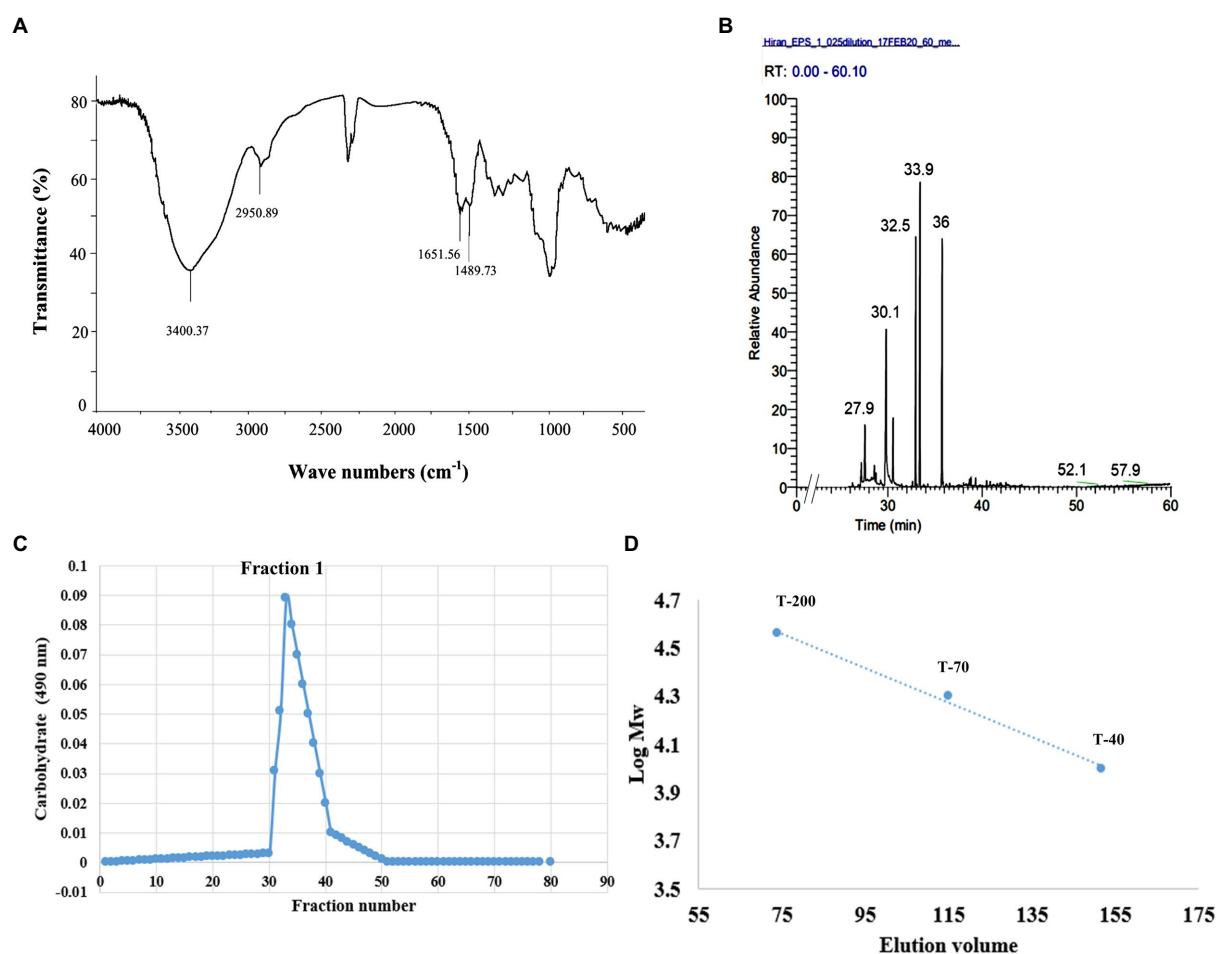 A
80
60
40
20
0
Transmittance (%)
2950.89
3400.37
1651.56
1489.73
4000 3500 3000 2500 2000 1500 1000 500
Wave numbers (cm-1)
B
Hiran_EPS_1_025dilution_17FEB20_60_me...
RT: 0.00 - 60.10
100
90
80
70
60
50
40
30
20
10
0
Relative Abundance
33.9
32.5
36
30.1
27.9
52.1
57.9
0 30 40 50 60
Time (min)
C
Fraction 1
0.1
0.09
0.08
0.07
0.06
0.05
0.04
0.03
0.02
0.01
0
-0.01
Carbohydrate (490 nm)
0 10 20 30 40 50 60 70 80 90
Fraction number
D
4.7
4.5
4.3
4.1
3.9
3.7
3.5
Log Mw
T-200
T-70
T-40
55 75 95 115 135 155 175
Elution volume